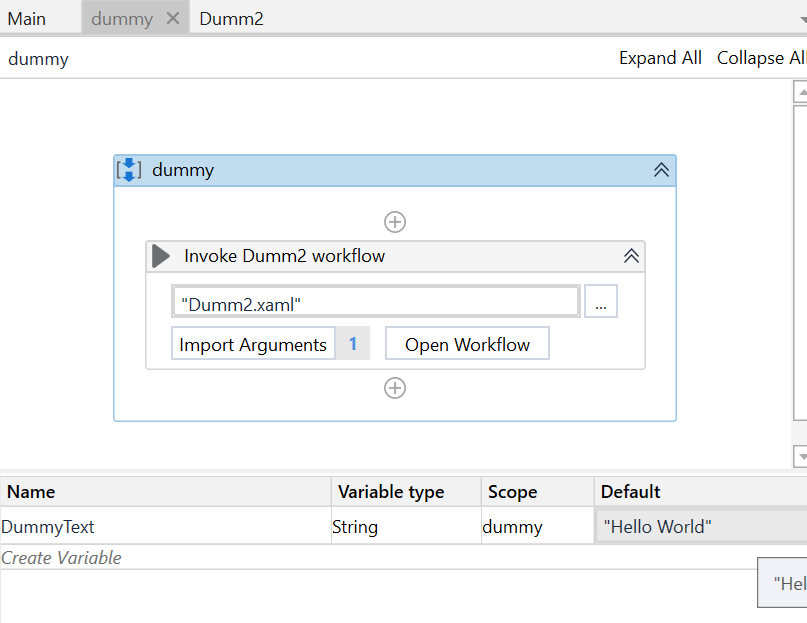 Main dummy Dumm2
dummy Expand All Collapse All
dummy
Invoke Dumm2 workflow
"Dumm2.xaml" ...
Import Arguments 1 Open Workflow
Name Variable type Scope Default
DummyText String dummy "Hello World"
Create Variable
"Hel